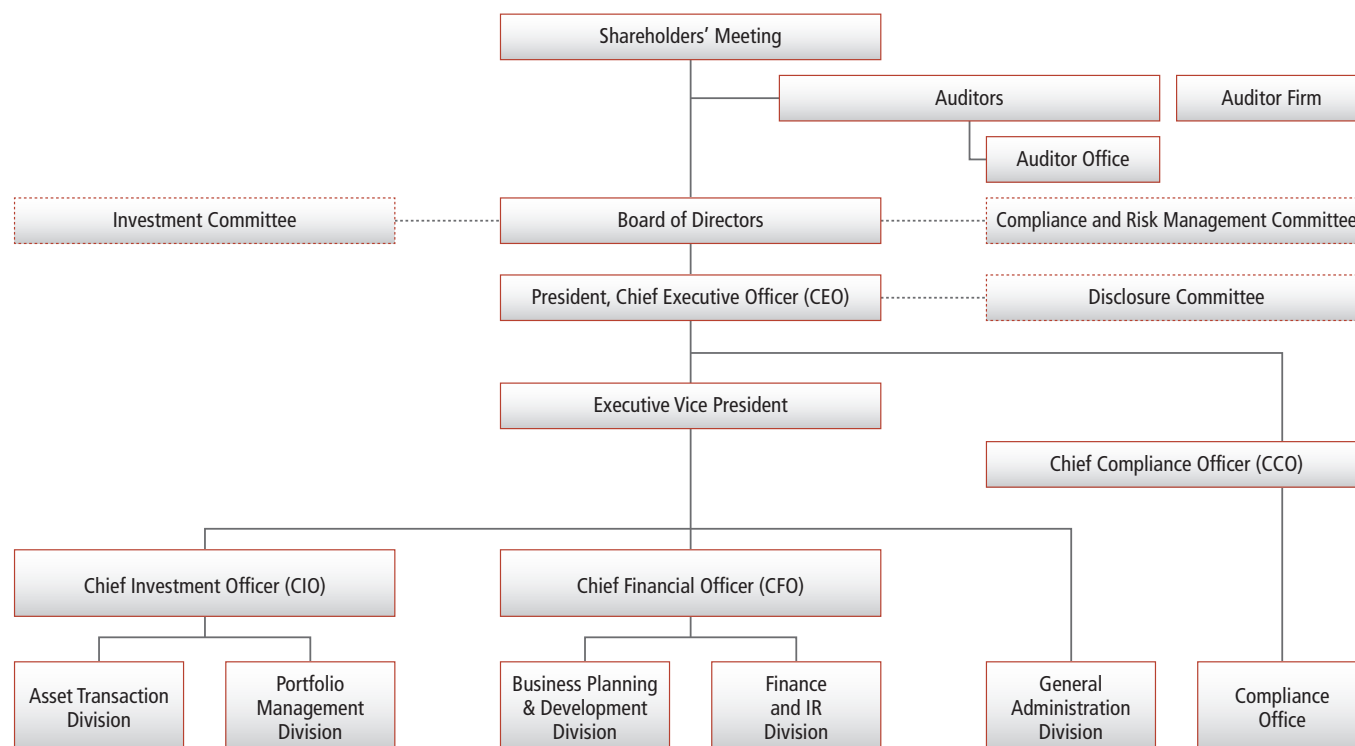 Shareholders’ Meeting
Auditors
Auditor Firm
Auditor Office
Investment Committee
Board of Directors
Compliance and Risk Management Committee
President, Chief Executive Officer (CEO)
Disclosure Committee
Executive Vice President
Chief Compliance Officer (CCO)
Chief Investment Officer (CIO)
Chief Financial Officer (CFO)
Asset Transaction
Division
Portfolio
Management
Division
Business Planning
& Development
Division
Finance
and IR
Division
General
Administration
Division
Compliance
Office